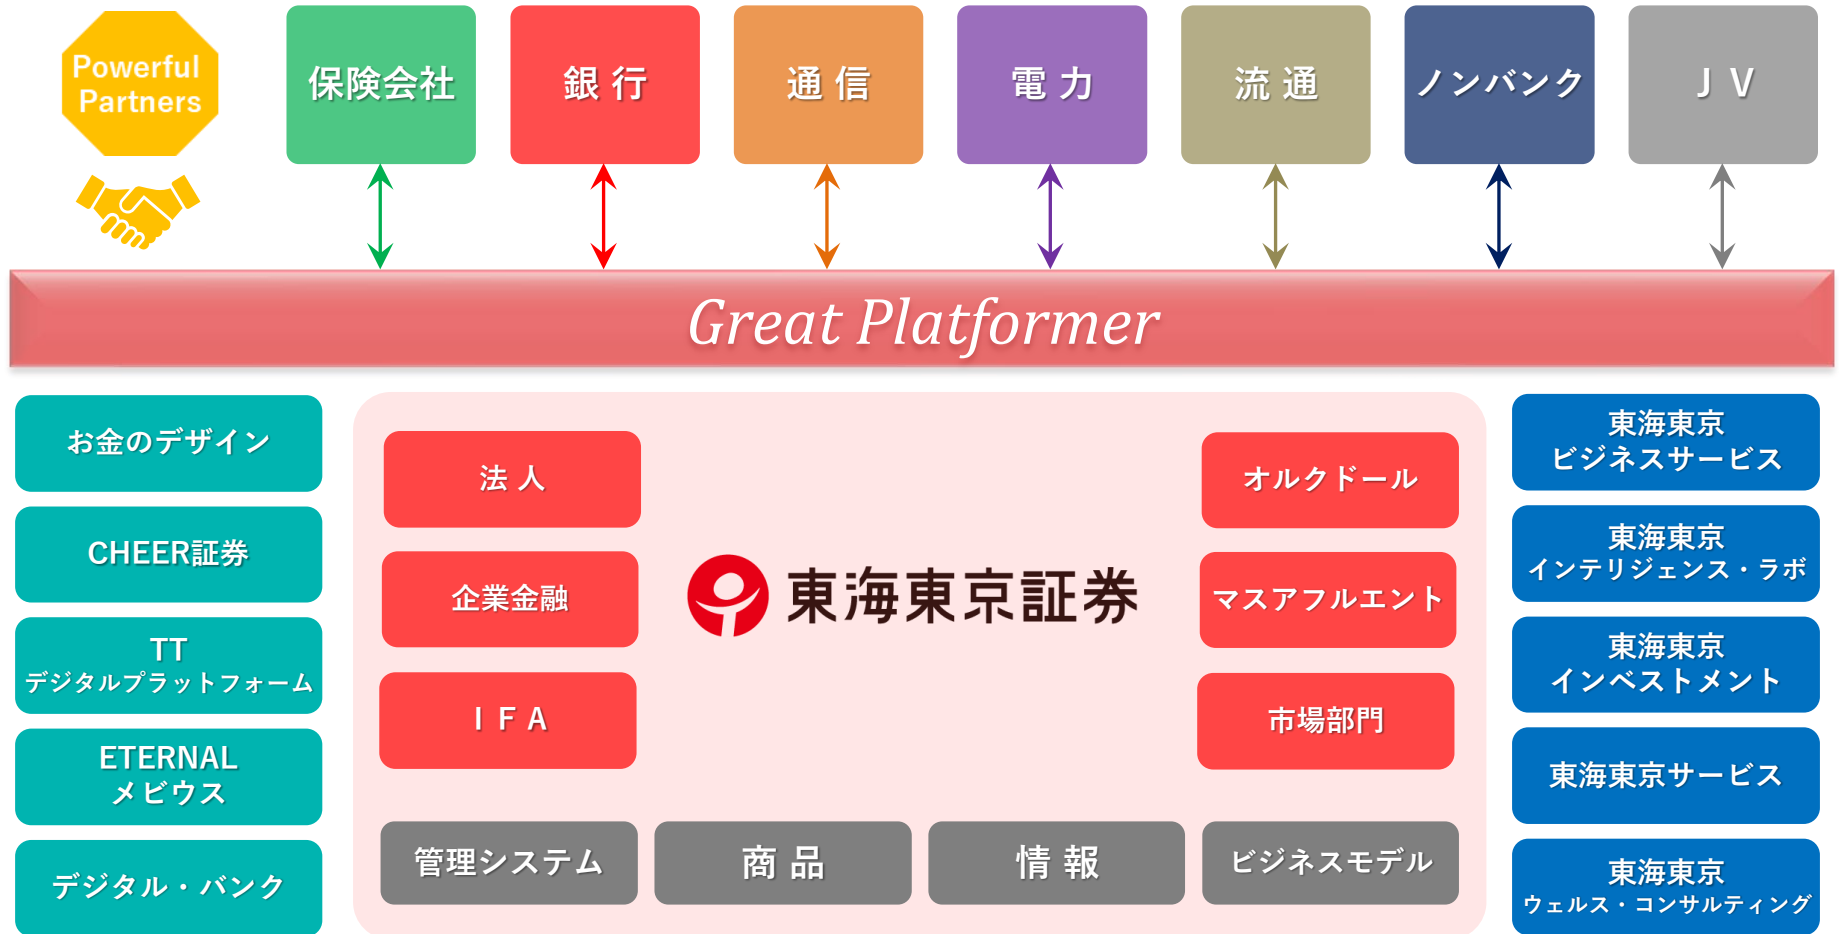 Powerful
Partners
保険会社
銀 行
通 信
電 力
流 通
ノンバンク
ＪＶ
Great Platformer
お金のデザイン
CHEER証券
TT
デジタルプラットフォーム
ETERNAL
メビウス
デジタル・バンク
法 人
企業金融
ＩＦＡ
東海東京証券
オルクドール
マスアフルエント
市場部門
管理システム
商 品
情 報
ビジネスモデル
東海東京
ビジネスサービス
東海東京
インテリジェンス・ラボ
東海東京
インベストメント
東海東京サービス
東海東京
ウェルス・コンサルティング